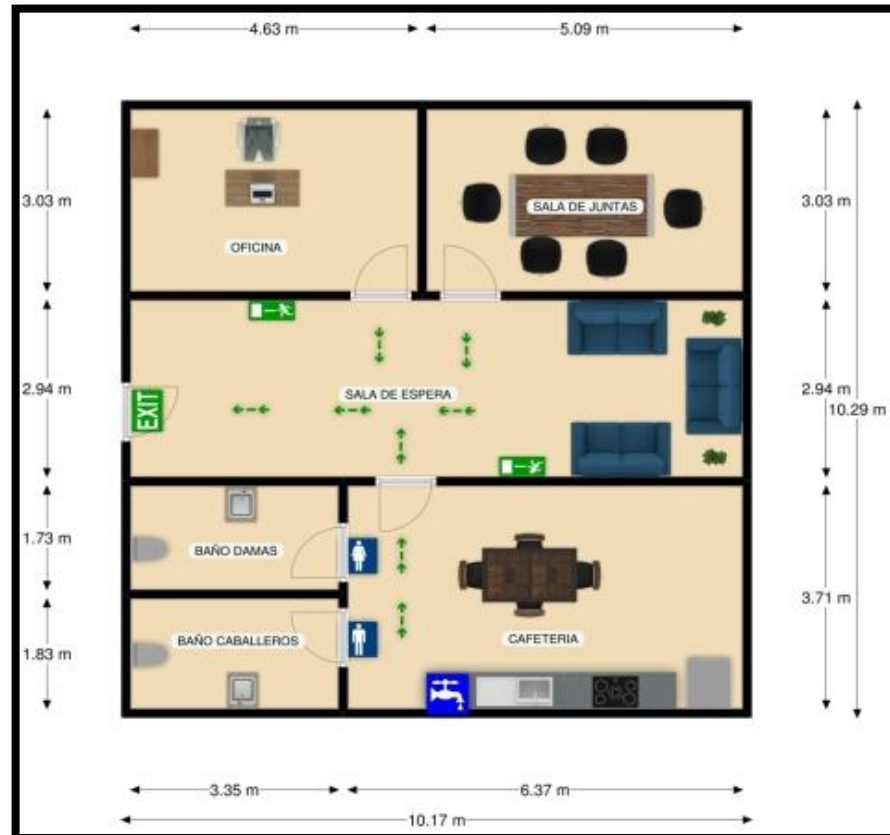 4.63 m
5.09 m
3.03 m
3.03 m
SALA DE JUNTAS
OFICINA
2.94 m
SALA DE ESPERA
2.94 m
10.29 m
EXIT
1.73 m
BAÑO DAMAS
3.71 m
BAÑO CABALLEROS
CAFETERIA
1.83 m
3.35 m
6.37 m
10.17 m